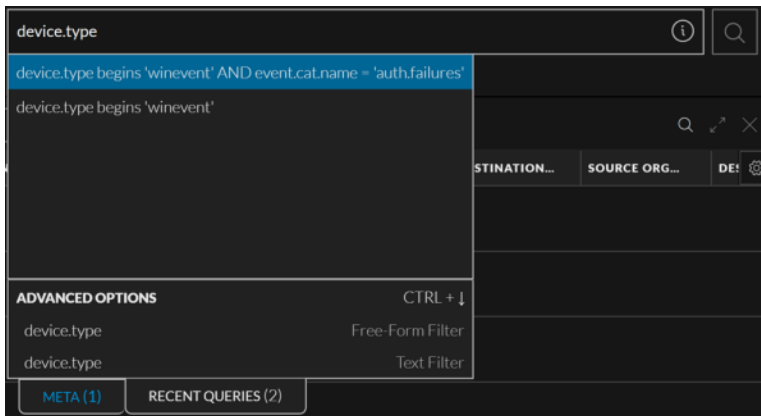 device.type
device.type begins 'winevent' AND event.cat.name = 'auth.failures'
device.type begins 'winevent'
STINATION... SOURCE ORG... DES
ADVANCED OPTIONS CTRL + ↓
device.type Free-Form Filter
device.type Text Filter
META (1) RECENT QUERIES (2)